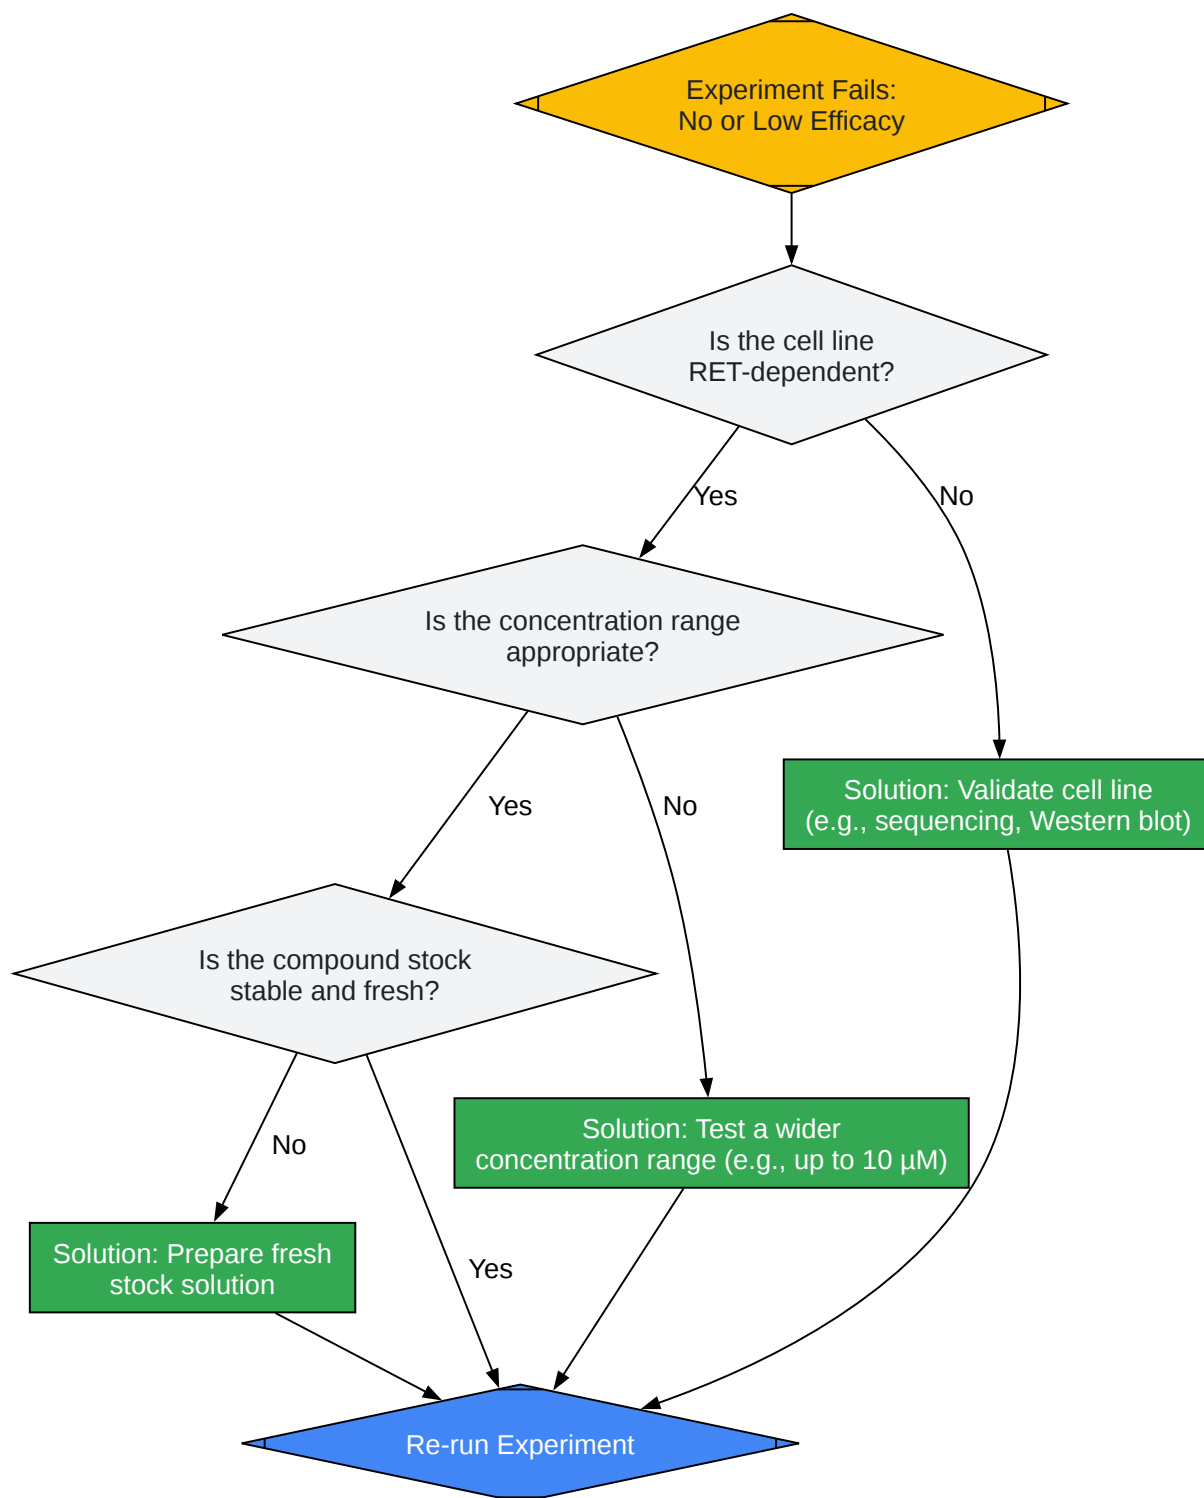 Experiment Fails:
No or Low Efficacy
Is the cell line
RET-dependent?
Yes
No
Is the concentration range
appropriate?
Yes
No
Solution: Validate cell line
(e.g., sequencing, Western blot)
Is the compound stock
stable and fresh?
No
Yes
Solution: Test a wider
concentration range (e.g., up to 10 µM)
Solution: Prepare fresh
stock solution
Re-run Experiment